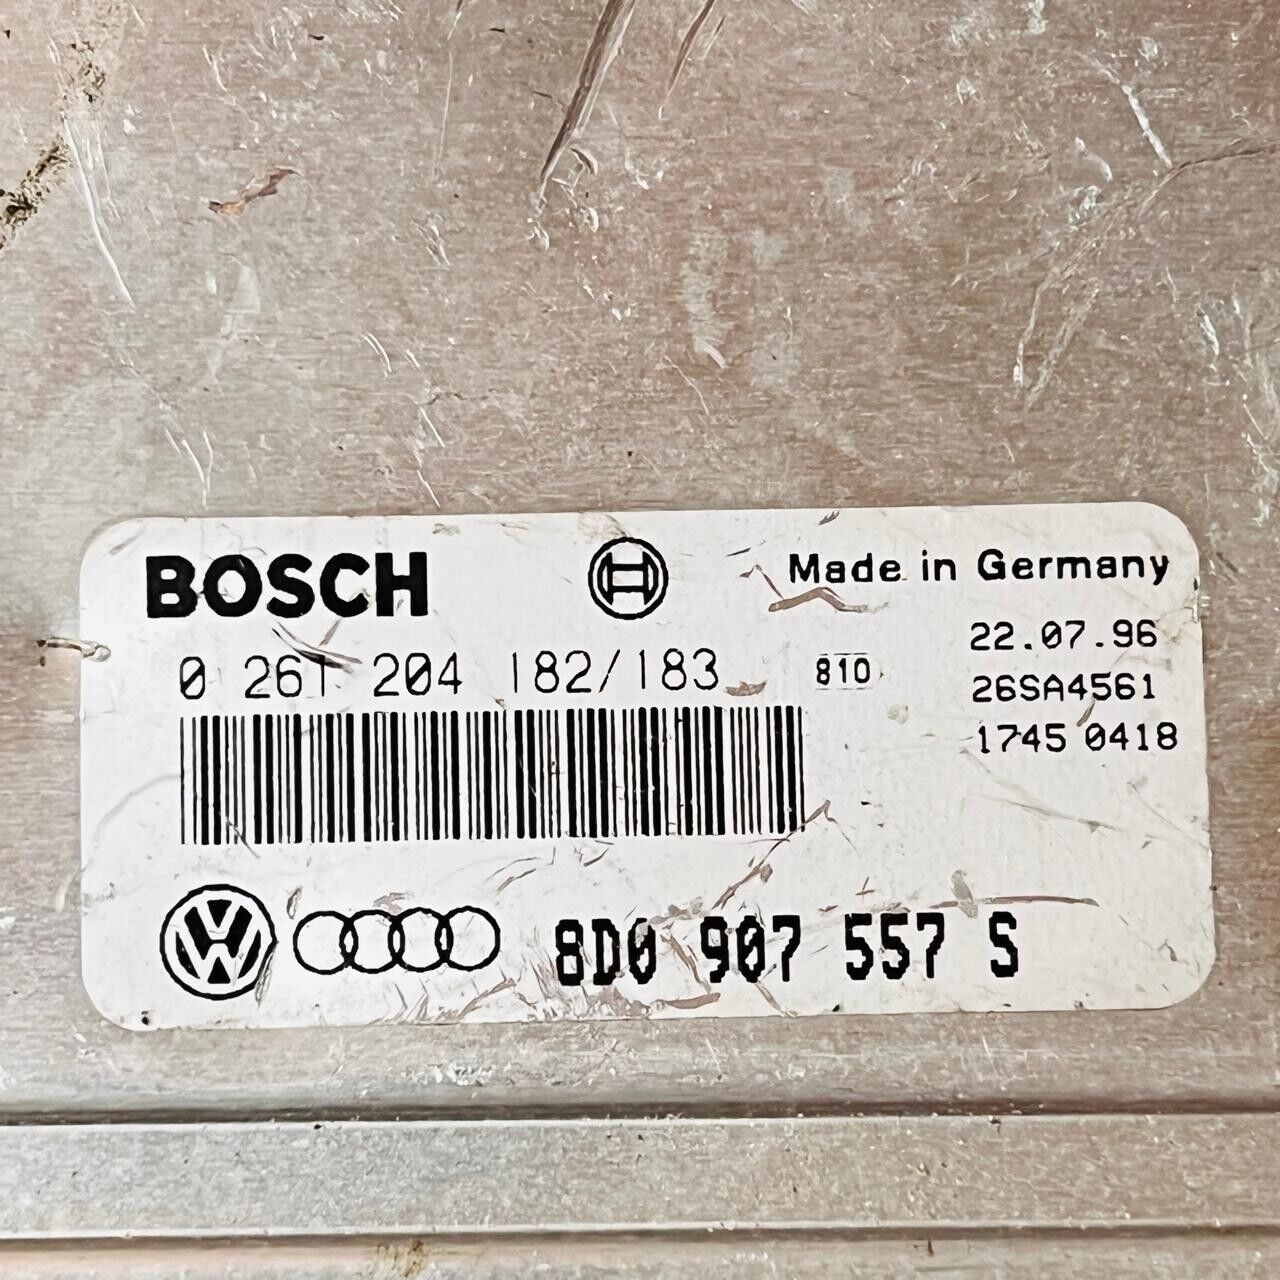 BOSCH
Made in Germany
0 261 204 182/183
810
22.07.96
26SA4561
1745 0418
8D0 907 557 S